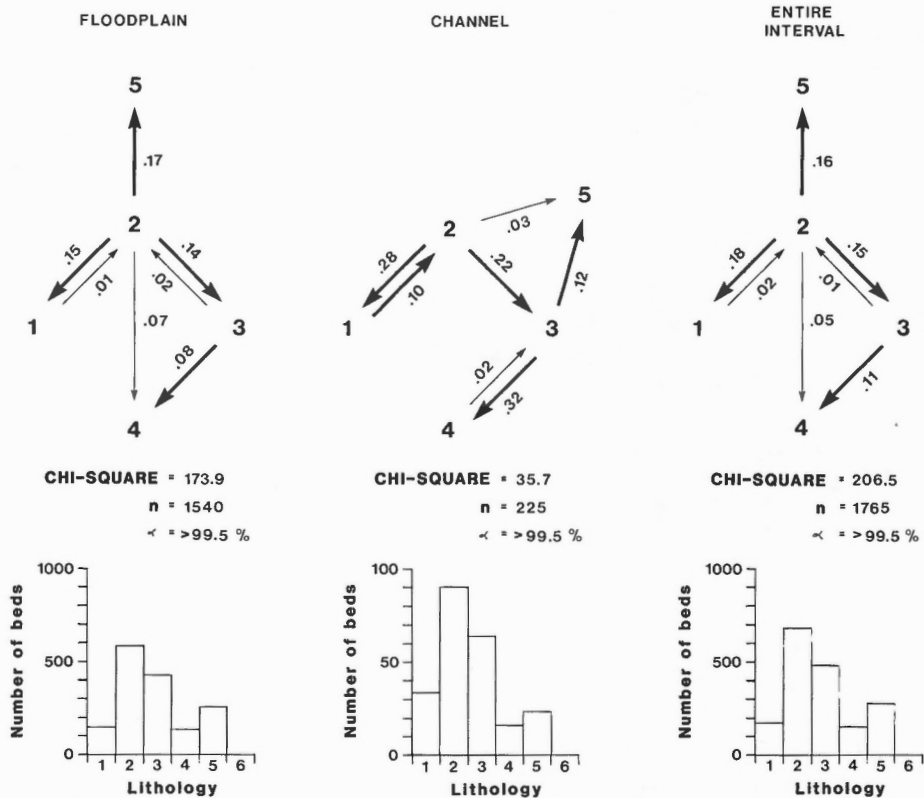 FLOODPLAIN
5
.17
2
.15
.01
.14
.02
.07
1
3
.08
4
CHI-SQUARE = 173.9
n = 1540
∝ = >99.5 %
Number of beds
1000
500
0
1 2 3 4 5 6
Lithology
CHANNEL
5
2
.03
.28
.10
.22
.12
1
3
.02
.32
4
CHI-SQUARE = 35.7
n = 225
∝ = >99.5 %
Number of beds
100
50
0
1 2 3 4 5 6
Lithology
ENTIRE
INTERVAL
5
.16
2
.18
.02
.15
.01
.05
1
3
.11
4
CHI-SQUARE = 206.5
n = 1765
∝ = >99.5 %
Number of beds
1000
500
0
1 2 3 4 5 6
Lithology